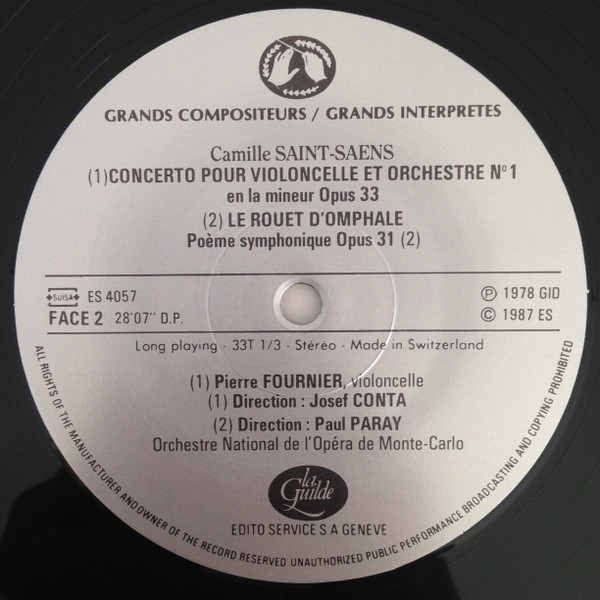 GRANDS COMPOSITEURS / GRANDS INTERPRETES
Camille SAINT-SAENS
(1)CONCERTO POUR VIOLONCELLE ET ORCHESTRE Nº 1
en la mineur Opus 33
(2) LE ROUET D'OMPHALE
Poème symphonique Opus 31 (2)
SUISA ES 4057
FACE 2 28'07" D.P.
℗ 1978 GID
© 1987 ES
Long playing - 33T 1/3 - Stéréo - Made in Switzerland
(1) Pierre FOURNIER, violoncelle
(1) Direction : Josef CONTA
(2) Direction : Paul PARAY
Orchestre National de l'Opéra de Monte-Carlo
la Guilde
EDITO SERVICE S A GENEVE
ALL RIGHTS OF THE MANUFACTURER AND OWNER OF THE RECORD RESERVED UNAUTHORIZED PUBLIC PERFORMANCE BROADCASTING AND COPYING PROHIBITED